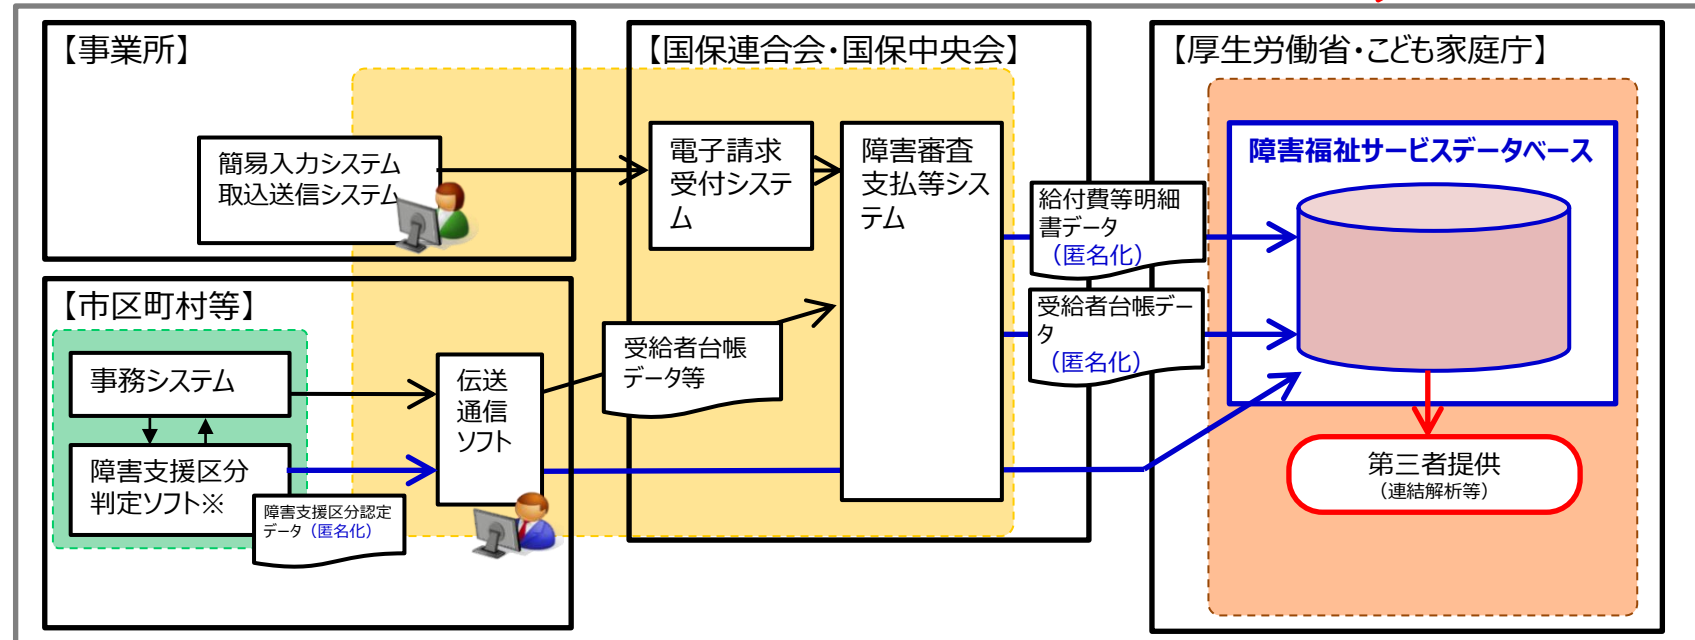 【事業所】
簡易入力システム
取込送信システム
【市区町村等】
事務システム
障害支援区分
判定ソフト※
障害支援区分認定
データ（匿名化）
伝送
通信
ソフト
【国保連合会・国保中央会】
電子請求
受付システ
ム
障害審査
支払等シス
テム
受給者台帳
データ等
給付費等明細
書データ
（匿名化）
受給者台帳デー
タ
（匿名化）
【厚生労働省・こども家庭庁】
障害福祉サービスデータベース
第三者提供
（連結解析等）